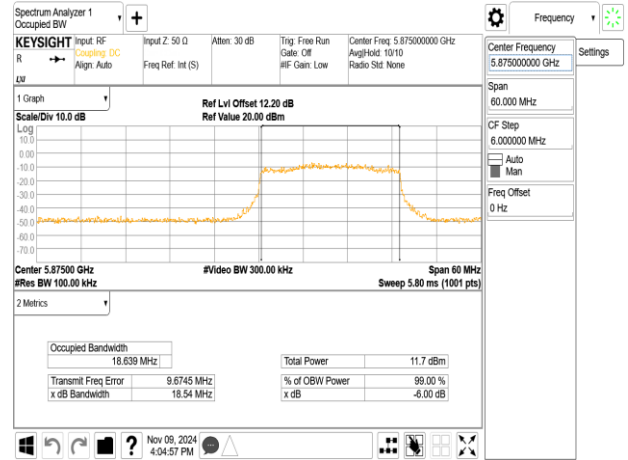 Spectrum Analyzer 1
Occupied BW
Frequency
KEYSIGHT
R
LXI
Input: RF
Coupling: DC
Align: Auto
Input Z: 50 Ω
Freq Ref: Int (S)
Atten: 30 dB
Trig: Free Run
Gate: Off
#IF Gain: Low
Center Freq: 5.875000000 GHz
Avg|Hold: 10/10
Radio Std: None
Center Frequency
5.875000000 GHz
Settings
Span
60.000 MHz
CF Step
6.000000 MHz
Auto
Man
Freq Offset
0 Hz
1 Graph
Scale/Div 10.0 dB
Ref Lvl Offset 12.20 dB
Ref Value 20.00 dBm
Log
10.0
0.00
-10.0
-20.0
-30.0
-40.0
-50.0
-60.0
-70.0
Center 5.87500 GHz
#Video BW 300.00 kHz
Span 60 MHz
#Res BW 100.00 kHz
Sweep 5.80 ms (1001 pts)
2 Metrics
Occupied Bandwidth
18.639 MHz
Total Power 11.7 dBm
Transmit Freq Error 9.6745 MHz
% of OBW Power 99.00 %
x dB Bandwidth 18.54 MHz
x dB -6.00 dB
?
Nov 09, 2024
4:04:57 PM